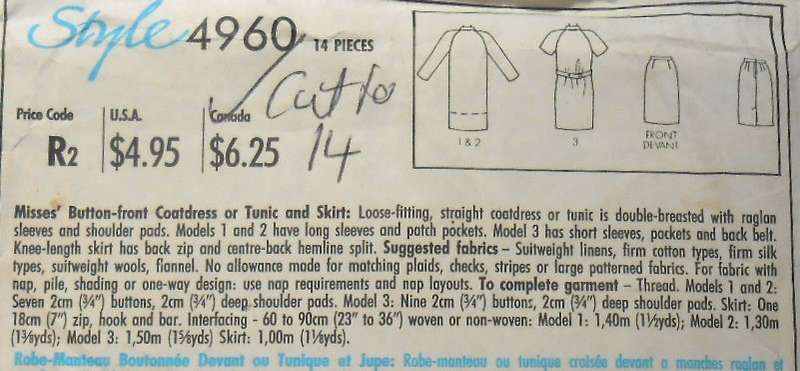 Style 4960 14 PIECES
Cut to
14
Price Code U.S.A. Canada
R2 $4.95 $6.25
1 & 2
3
FRONT
DEVANT
Misses' Button-front Coatdress or Tunic and Skirt: Loose-fitting, straight coatdress or tunic is double-breasted with raglan
sleeves and shoulder pads. Models 1 and 2 have long sleeves and patch pockets. Model 3 has short sleeves, pockets and back belt.
Knee-length skirt has back zip and centre-back hemline split. Suggested fabrics – Suitweight linens, firm cotton types, firm silk
types, suitweight wools, flannel. No allowance made for matching plaids, checks, stripes or large patterned fabrics. For fabric with
nap, pile, shading or one-way design: use nap requirements and nap layouts. To complete garment – Thread. Models 1 and 2:
Seven 2cm (¾") buttons, 2cm (¾") deep shoulder pads. Model 3: Nine 2cm (¾") buttons, 2cm (¾") deep shoulder pads. Skirt: One
18cm (7") zip, hook and bar. Interfacing - 60 to 90cm (23" to 36") woven or non-woven: Model 1: 1,40m (1½yds); Model 2: 1,30m
(1⅜yds); Model 3: 1,50m (1⅝yds) Skirt: 1,00m (1⅛yds).
Robe-Manteau Boutonnée Devant ou Tunique et Jupe: Robe-manteau ou tunique croisée devant a manches raglan et